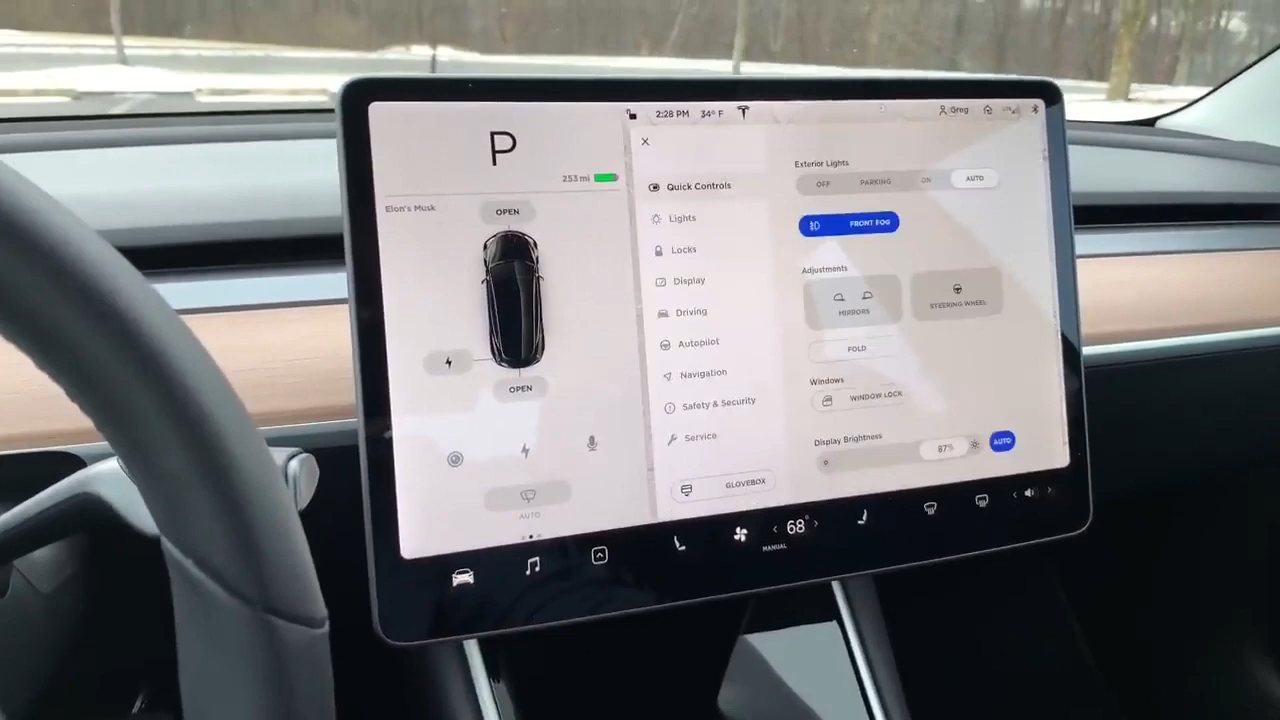 2:28 PM 34° F
Greg LTE
P
253 mi
Elon's Musk
OPEN
OPEN
AUTO
Quick Controls
Lights
Locks
Display
Driving
Autopilot
Navigation
Safety & Security
Service
GLOVEBOX
Exterior Lights
OFF PARKING ON AUTO
FRONT FOG
Adjustments
MIRRORS STEERING WHEEL
FOLD
Windows
WINDOW LOCK
Display Brightness
87% AUTO
68°
MANUAL